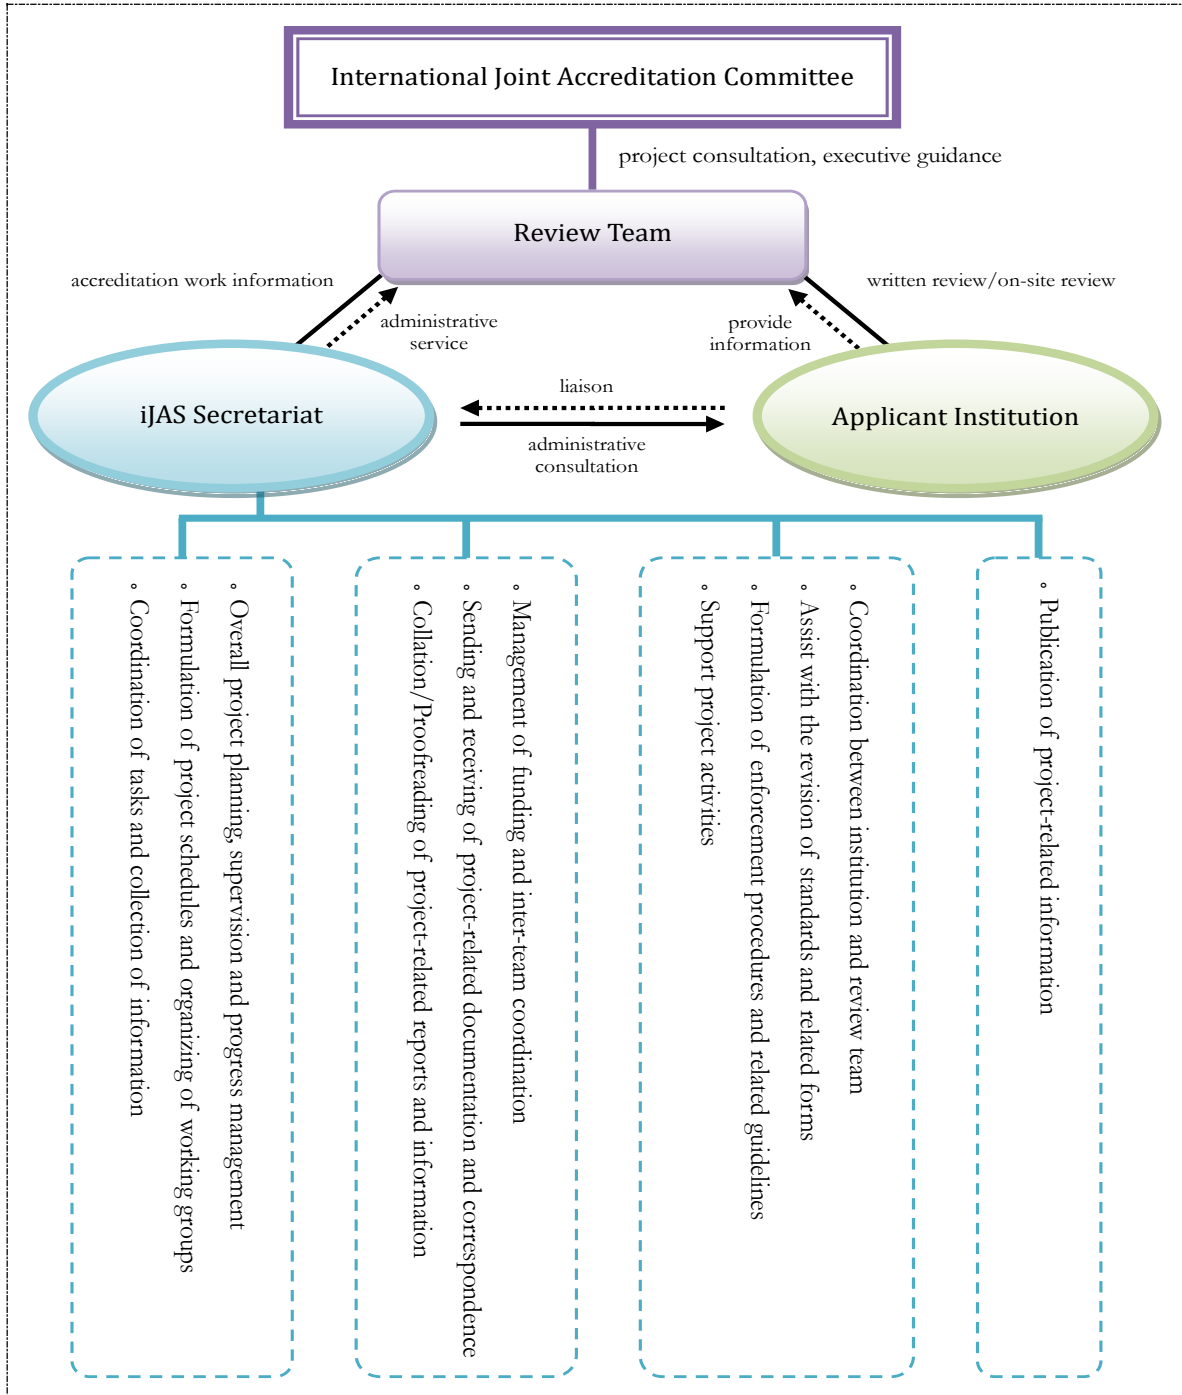 International Joint Accreditation Committee
project consultation, executive guidance
Review Team
accreditation work information
written review/on-site review
administrative
service
provide
information
iJAS Secretariat
liaison
administrative
consultation
Applicant Institution
。Overall project planning, supervision and progress management
。Formulation of project schedules and organizing of working groups
。Coordination of tasks and collection of information
。Management of funding and inter-team coordination
。Sending and receiving of project-related documentation and correspondence
。Collation/Proofreading of project-related reports and information
。Coordination between institution and review team
。Assist with the revision of standards and related forms
。Formulation of enforcement procedures and related guidelines
。Support project activities
。Publication of project-related information